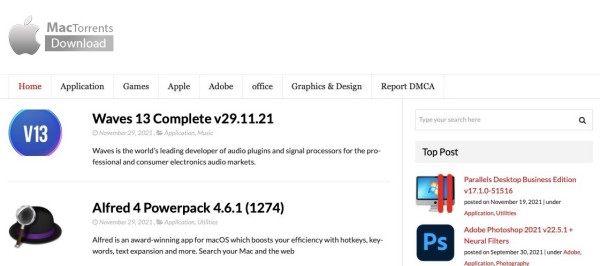 MacTorrents
Download
Home Application Games Apple Adobe office Graphics & Design Report DMCA
V13
Waves 13 Complete v29.11.21
November 29, 2021 , Application, Music
Waves is the world's leading developer of audio plugins and signal processors for the pro-
fessional and consumer electronics audio markets.
Alfred 4 Powerpack 4.6.1 (1274)
November 29, 2021 , Application, Utilities
Alfred is an award-winning app for macOS which boosts your efficiency with hotkeys, key-
words, text expansion and more. Search your Mac and the web
Type your search here
Top Post
Parallels Desktop Business Edition
v17.1.0-51516
posted on November 19, 2021 | under
Application, Utilities
Ps
Adobe Photoshop 2021 v22.5.1 +
Neural Filters
posted on September 30, 2021 | under Adobe,
Application, Photography